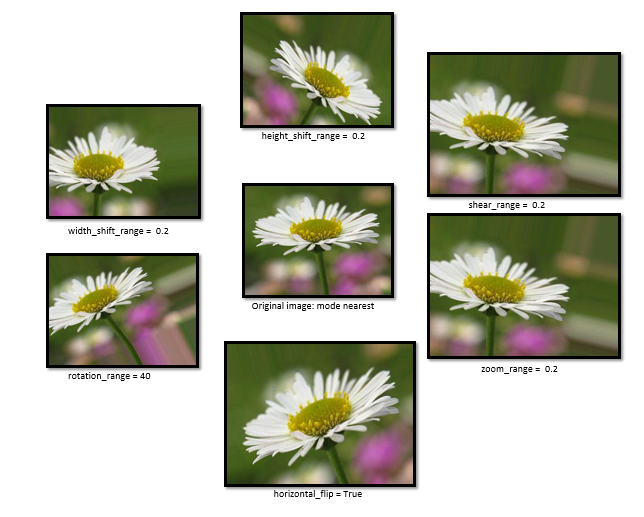 height_shift_range =  0.2
shear_range =  0.2
width_shift_range =  0.2
Original image: mode nearest
rotation_range = 40
zoom_range =  0.2
horizontal_flip = True